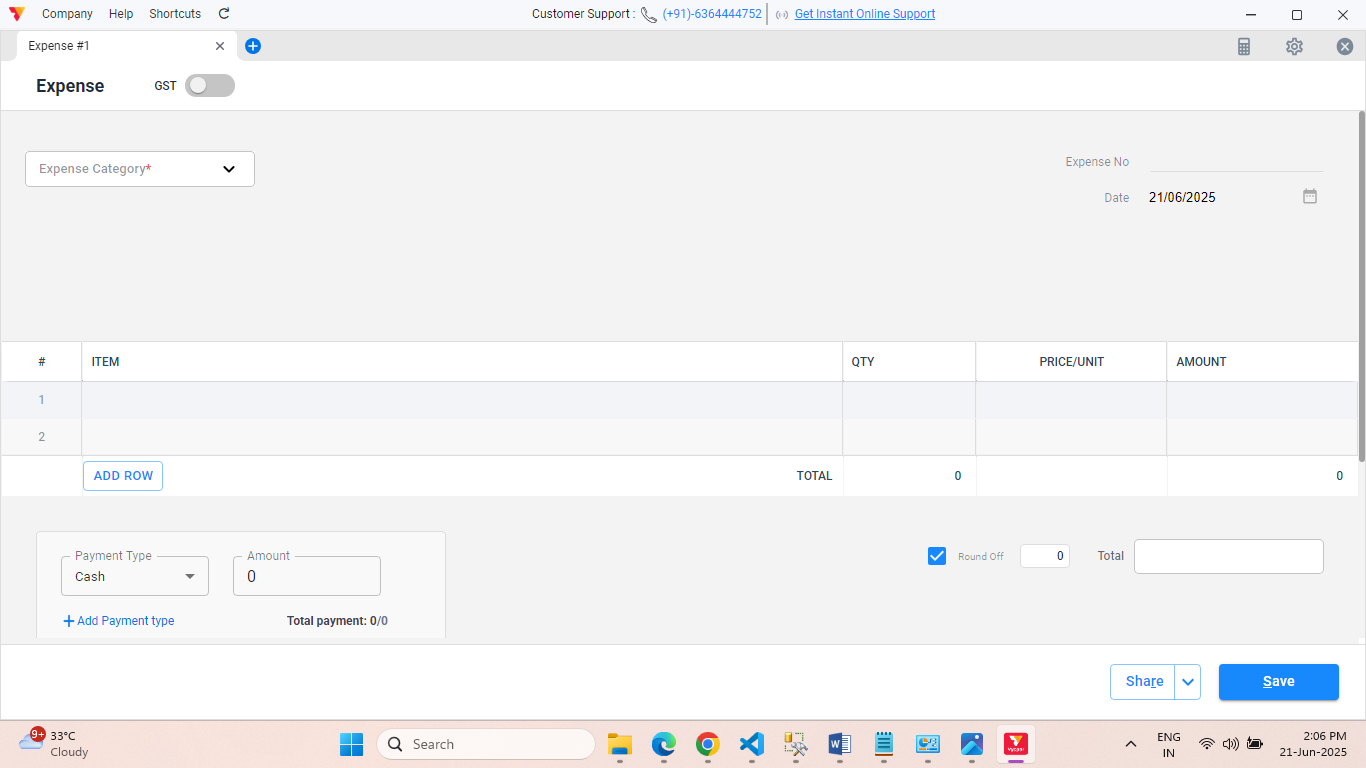 Company Help Shortcuts Customer Support : (+91)-6364444752 Get Instant Online Support
Expense #1
Expense GST
Expense Category*
Expense No
Date 21/06/2025
# ITEM QTY PRICE/UNIT AMOUNT
1
2
ADD ROW TOTAL 0 0
Payment Type
Cash
Amount
0
Round Off 0 Total
Add Payment type Total payment: 0/0
Share Save
9+ 33°C
Cloudy
Search
Vyapar
ENG
IN
2:06 PM
21-Jun-2025